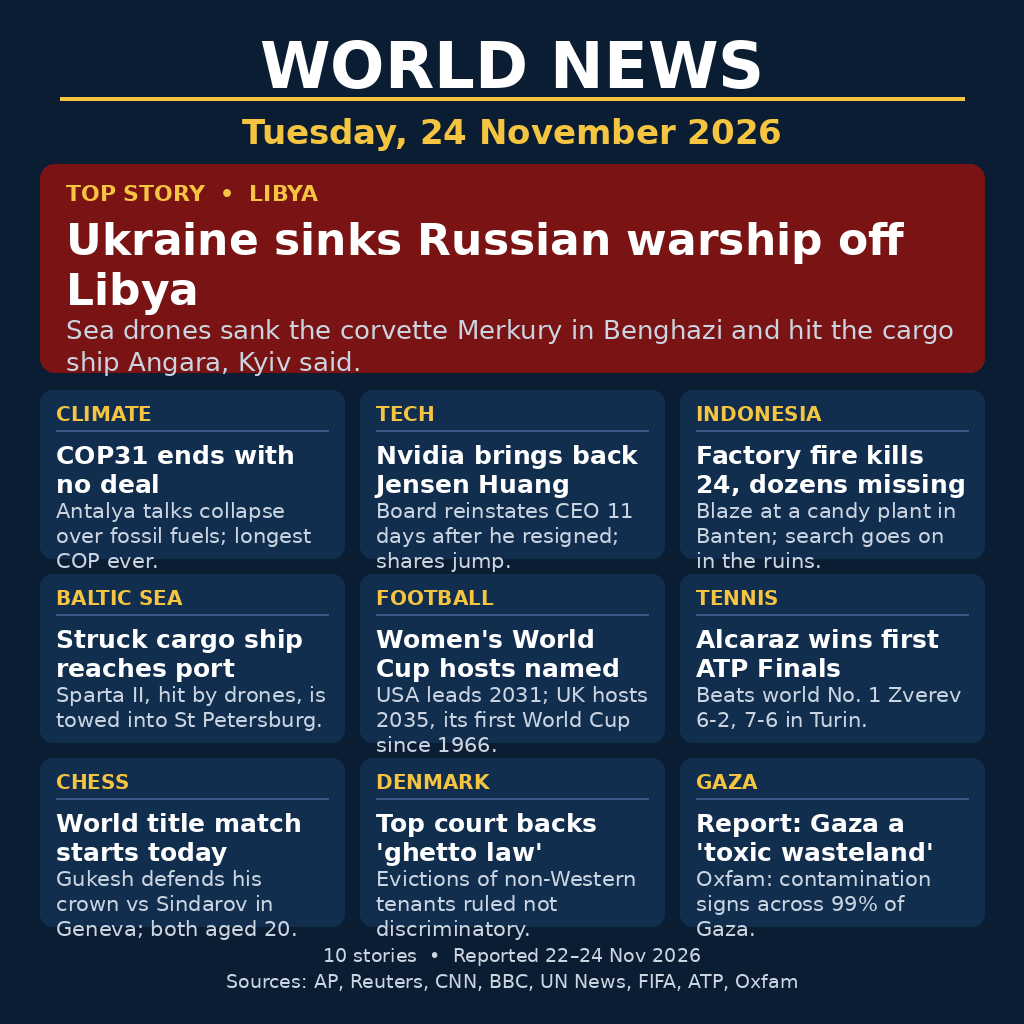 WORLD NEWS
Tuesday, 24 November 2026
TOP STORY • LIBYA
Ukraine sinks Russian warship off
Libya
Sea drones sank the corvette Merkury in Benghazi and hit the cargo
ship Angara, Kyiv said.
CLIMATE
COP31 ends with
no deal
Antalya talks collapse
over fossil fuels; longest
COP ever.
TECH
Nvidia brings back
Jensen Huang
Board reinstates CEO 11
days after he resigned;
shares jump.
INDONESIA
Factory fire kills
24, dozens missing
Blaze at a candy plant in
Banten; search goes on
in the ruins.
BALTIC SEA
Struck cargo ship
reaches port
Sparta II, hit by drones, is
towed into St Petersburg.
FOOTBALL
Women's World
Cup hosts named
USA leads 2031; UK hosts
2035, its first World Cup
since 1966.
TENNIS
Alcaraz wins first
ATP Finals
Beats world No. 1 Zverev
6-2, 7-6 in Turin.
CHESS
World title match
starts today
Gukesh defends his
crown vs Sindarov in
Geneva; both aged 20.
DENMARK
Top court backs
'ghetto law'
Evictions of non-Western
tenants ruled not
discriminatory.
GAZA
Report: Gaza a
'toxic wasteland'
Oxfam: contamination
signs across 99% of
Gaza.
10 stories • Reported 22–24 Nov 2026
Sources: AP, Reuters, CNN, BBC, UN News, FIFA, ATP, Oxfam